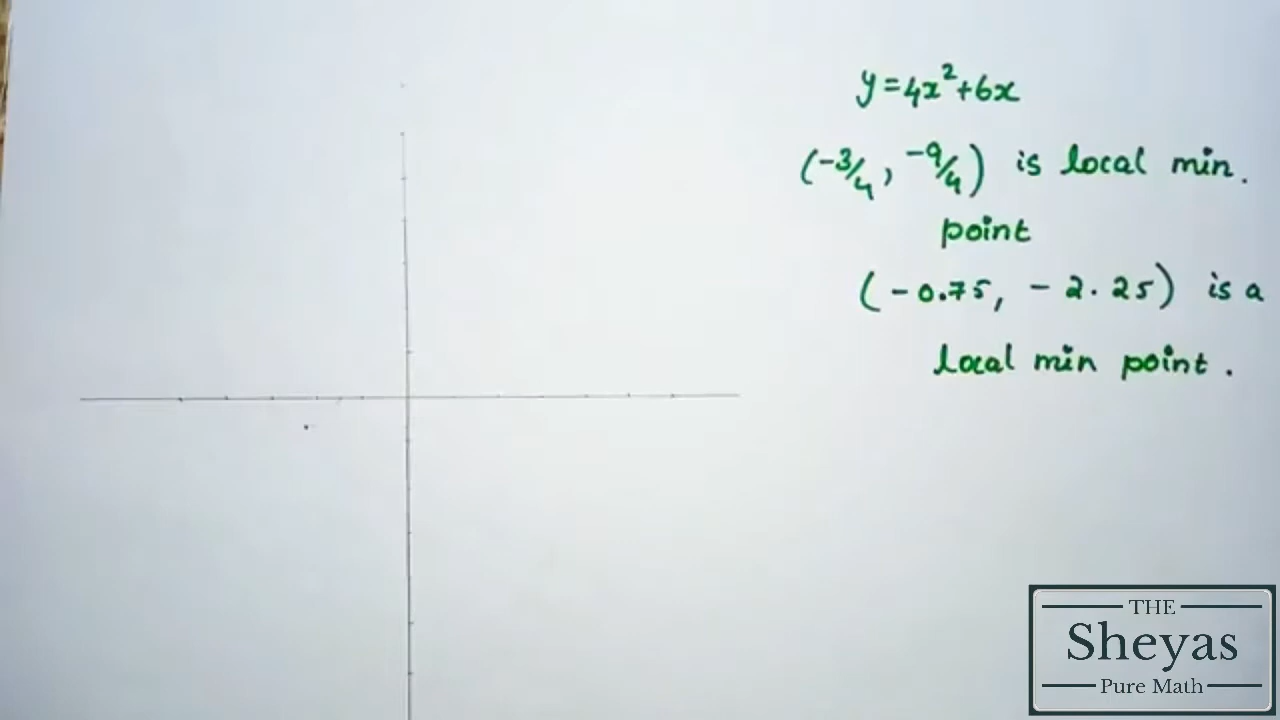 y=4x²+6x
(-3/4, -9/4) is local min.
point
(-0.75, -2.25) is a
local min point.
THE
Sheyas
Pure Math